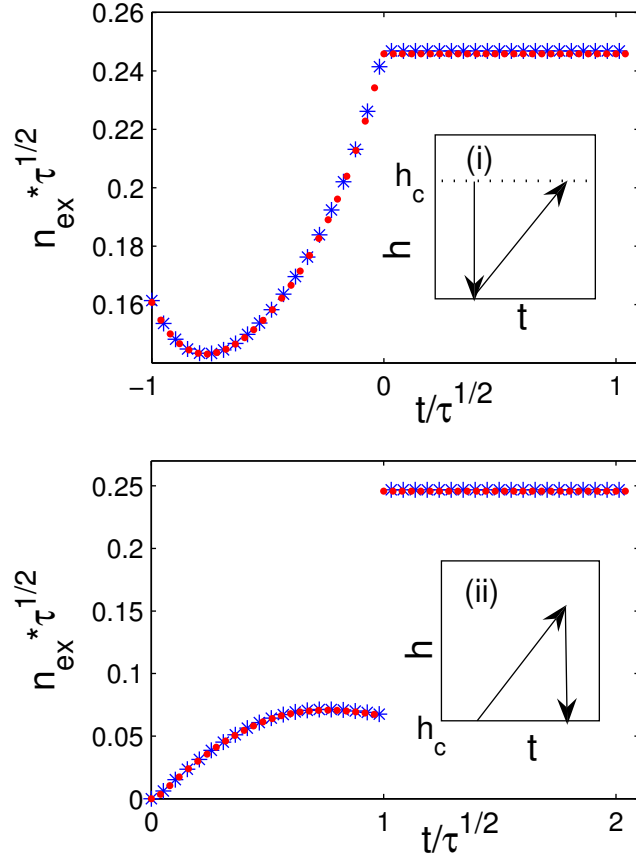 0.26
0.24
0.22
0.2
0.18
0.16
n_ex*τ^1/2
(i)
h_c
h
t
−1 0 1
t/τ^1/2
0.25
0.2
0.15
0.1
0.05
0
n_ex*τ^1/2
(ii)
h
h_c
t
0 1 2
t/τ^1/2